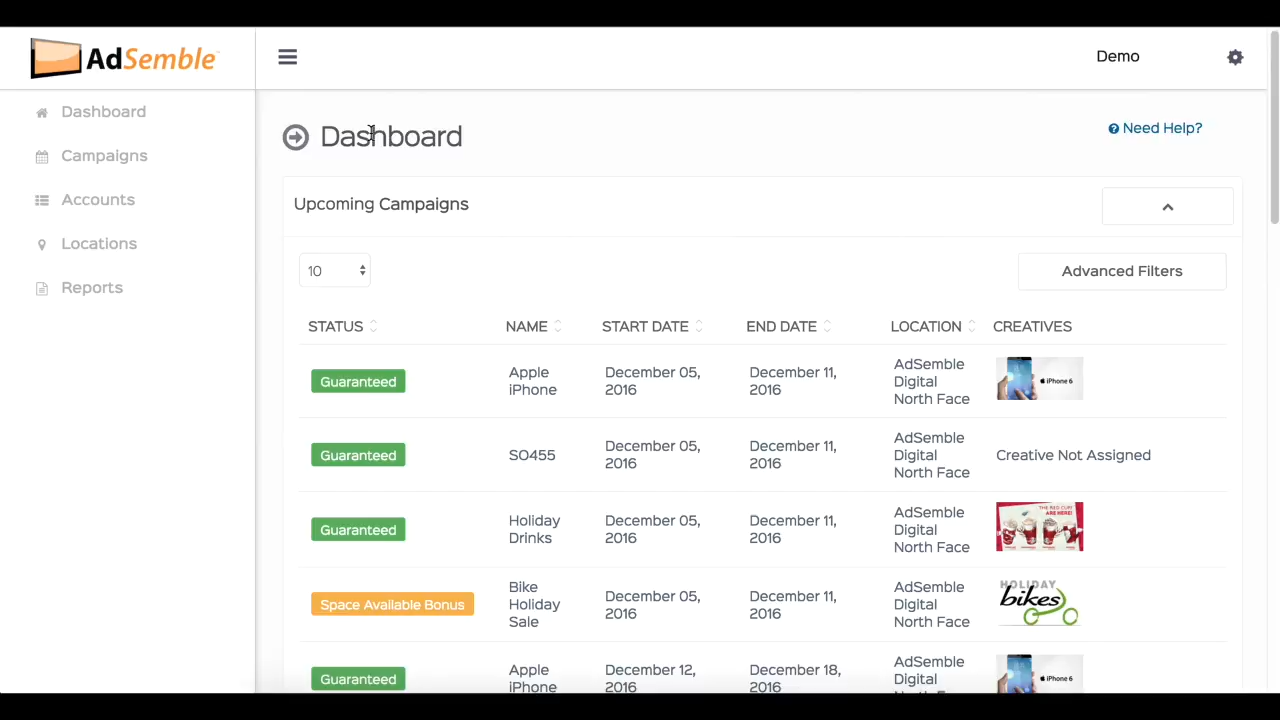 AdSemble
Demo
Dashboard
Campaigns
Accounts
Locations
Reports
Dashboard
Need Help?
Upcoming Campaigns
10
Advanced Filters
STATUS NAME START DATE END DATE LOCATION CREATIVES
Guaranteed
Apple
iPhone
December 05,
2016
December 11,
2016
AdSemble
Digital
North Face
iPhone 6
Guaranteed
SO455
December 05,
2016
December 11,
2016
AdSemble
Digital
North Face
Creative Not Assigned
Guaranteed
Holiday
Drinks
December 05,
2016
December 11,
2016
AdSemble
Digital
North Face
THE RED CUPS
ARE HERE!
Space Available Bonus
Bike
Holiday
Sale
December 05,
2016
December 11,
2016
AdSemble
Digital
North Face
HOLIDAY
bikes
Guaranteed
Apple
iPhone
December 12,
2016
December 18,
2016
AdSemble
Digital
iPhone 6